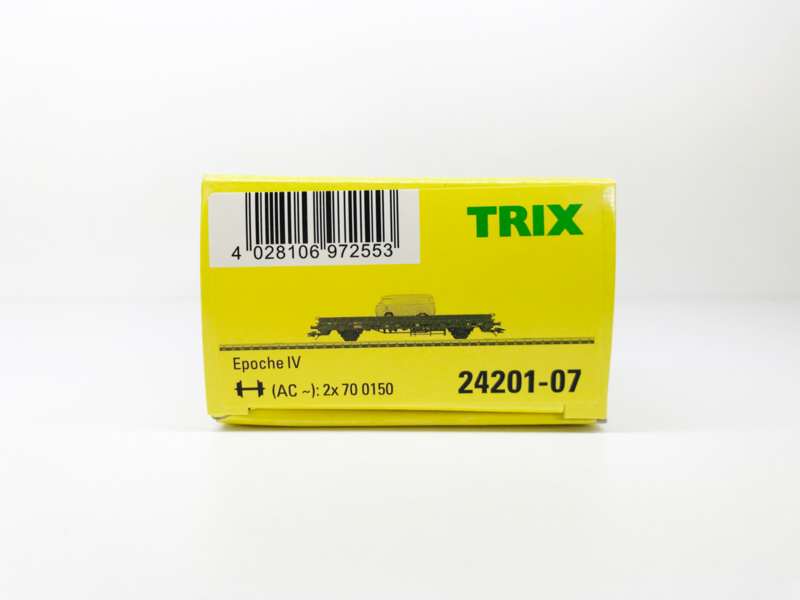 TRIX
4 028106 972553
Epoche IV
(AC ~): 2x 70 0150
24201-07